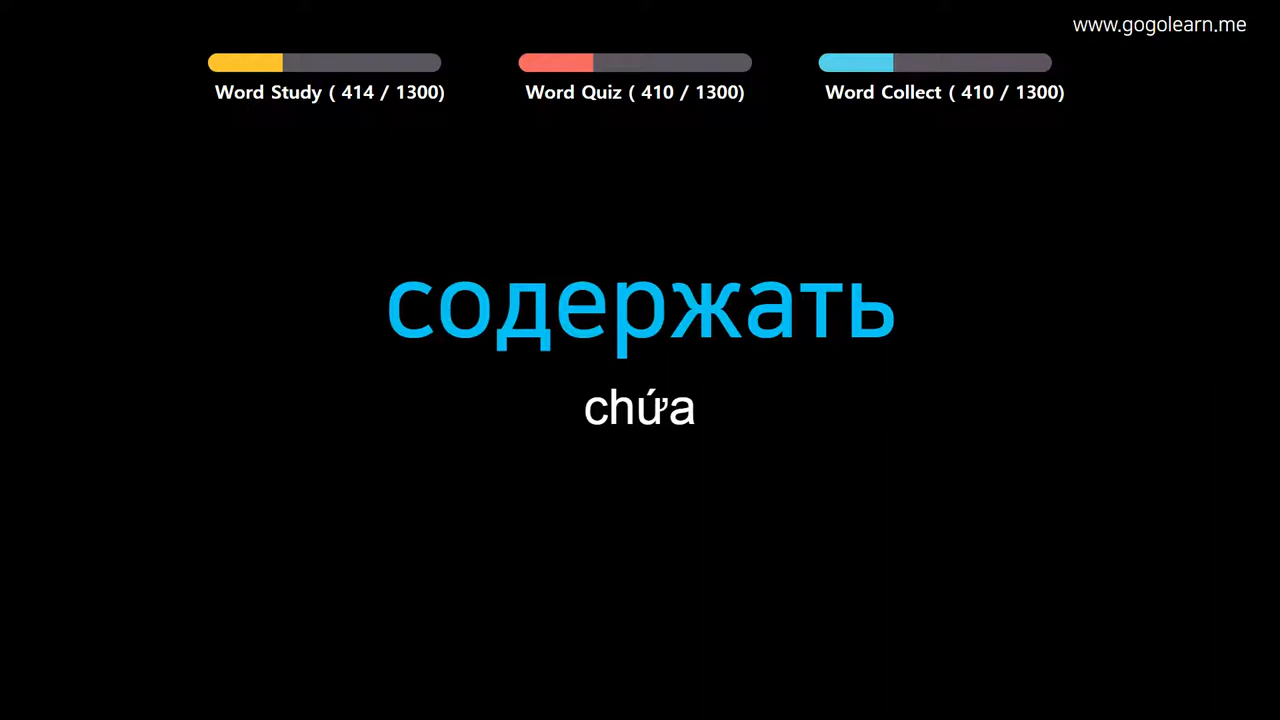 www.gogolearn.me
Word Study ( 414 / 1300) Word Quiz ( 410 / 1300) Word Collect ( 410 / 1300)
содержать
chứa